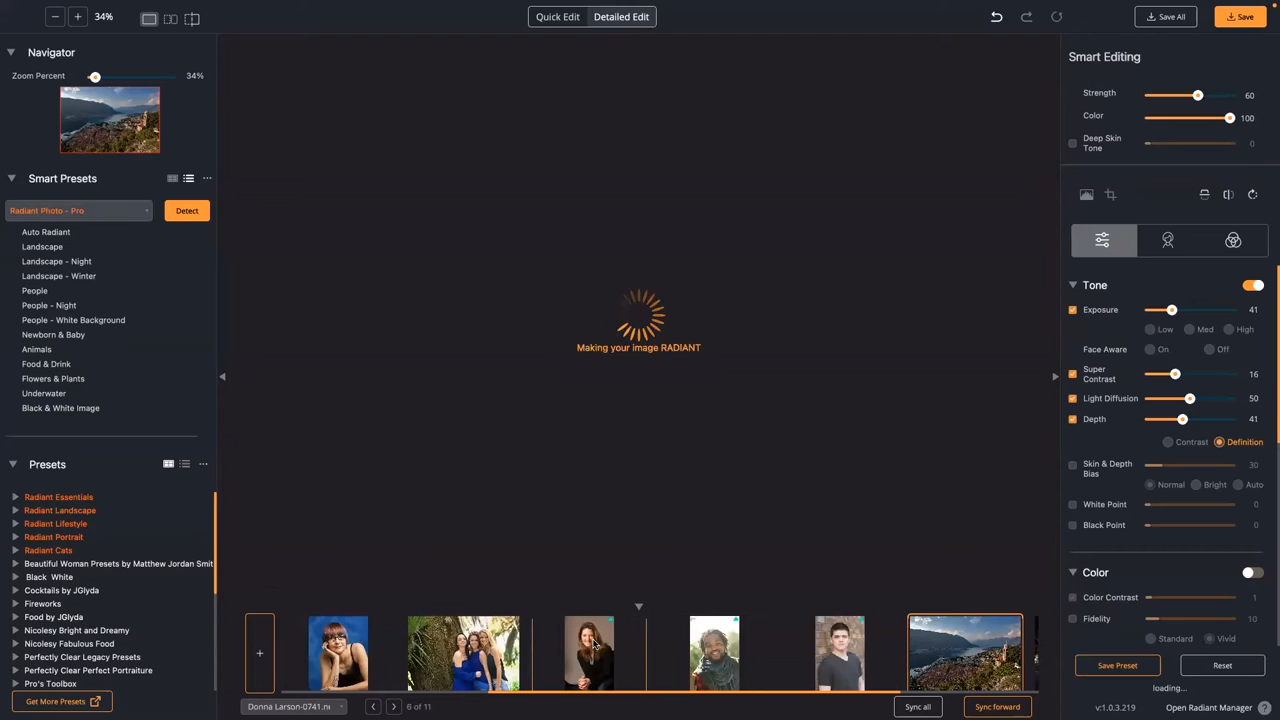 34%
Quick Edit
Detailed Edit
Save All
Save
Navigator
Zoom Percent
34%
Smart Presets
Radiant Photo - Pro
Detect
Auto Radiant
Landscape
Landscape - Night
Landscape - Winter
People
People - Night
People - White Background
Newborn & Baby
Animals
Food & Drink
Flowers & Plants
Underwater
Black & White Image
Presets
Radiant Essentials
Radiant Landscape
Radiant Lifestyle
Radiant Portrait
Radiant Cats
Beautiful Woman Presets by Matthew Jordan Smit
Black White
Cocktails by JGlyda
Fireworks
Food by JGlyda
Nicolesy Bright and Moody
Nicolesy Fabulous Food
Perfectly Clear Legacy Presets
Perfectly Clear Perfect Portraiture
Pro's Toolbox
Get More Presets
Making your image RADIANT
Donna Larson-0741.ne
6 of 11
Sync all
Sync forward
Smart Editing
Strength
60
Color
100
Deep Skin
Tone
0
Tone
Exposure
41
Low Med High
Face Aware On Off
Super
Contrast
16
Light Diffusion
50
Depth
41
Contrast Definition
Skin & Depth
Bias
30
Normal Bright Auto
White Point
0
Black Point
0
Color
Color Contrast
1
Fidelity
10
Standard Vivid
Save Preset
Reset
loading...
v:1.0.3.219
Open Radiant Manager